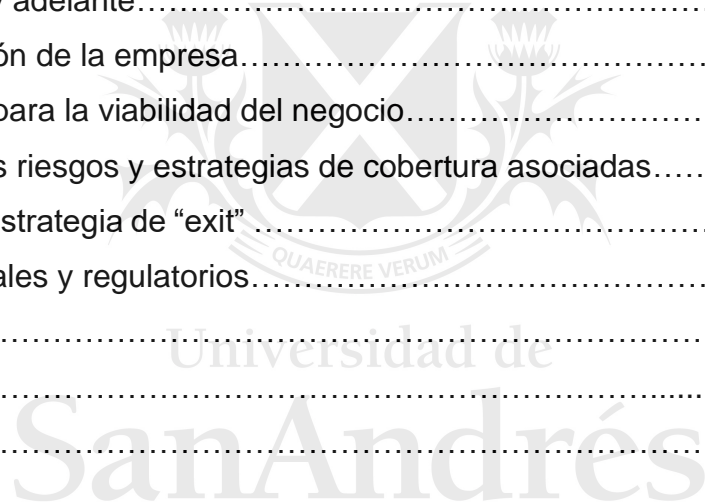 y adelante……………………………………………………
ón de la empresa……………………………………………
para la viabilidad del negocio…………………………
s riesgos y estrategias de cobertura asociadas……
strategia de “exit” …………………………………………
QUAERERE VERUM
ales y regulatorios…………………………………………
Universidad de
SanAndrés